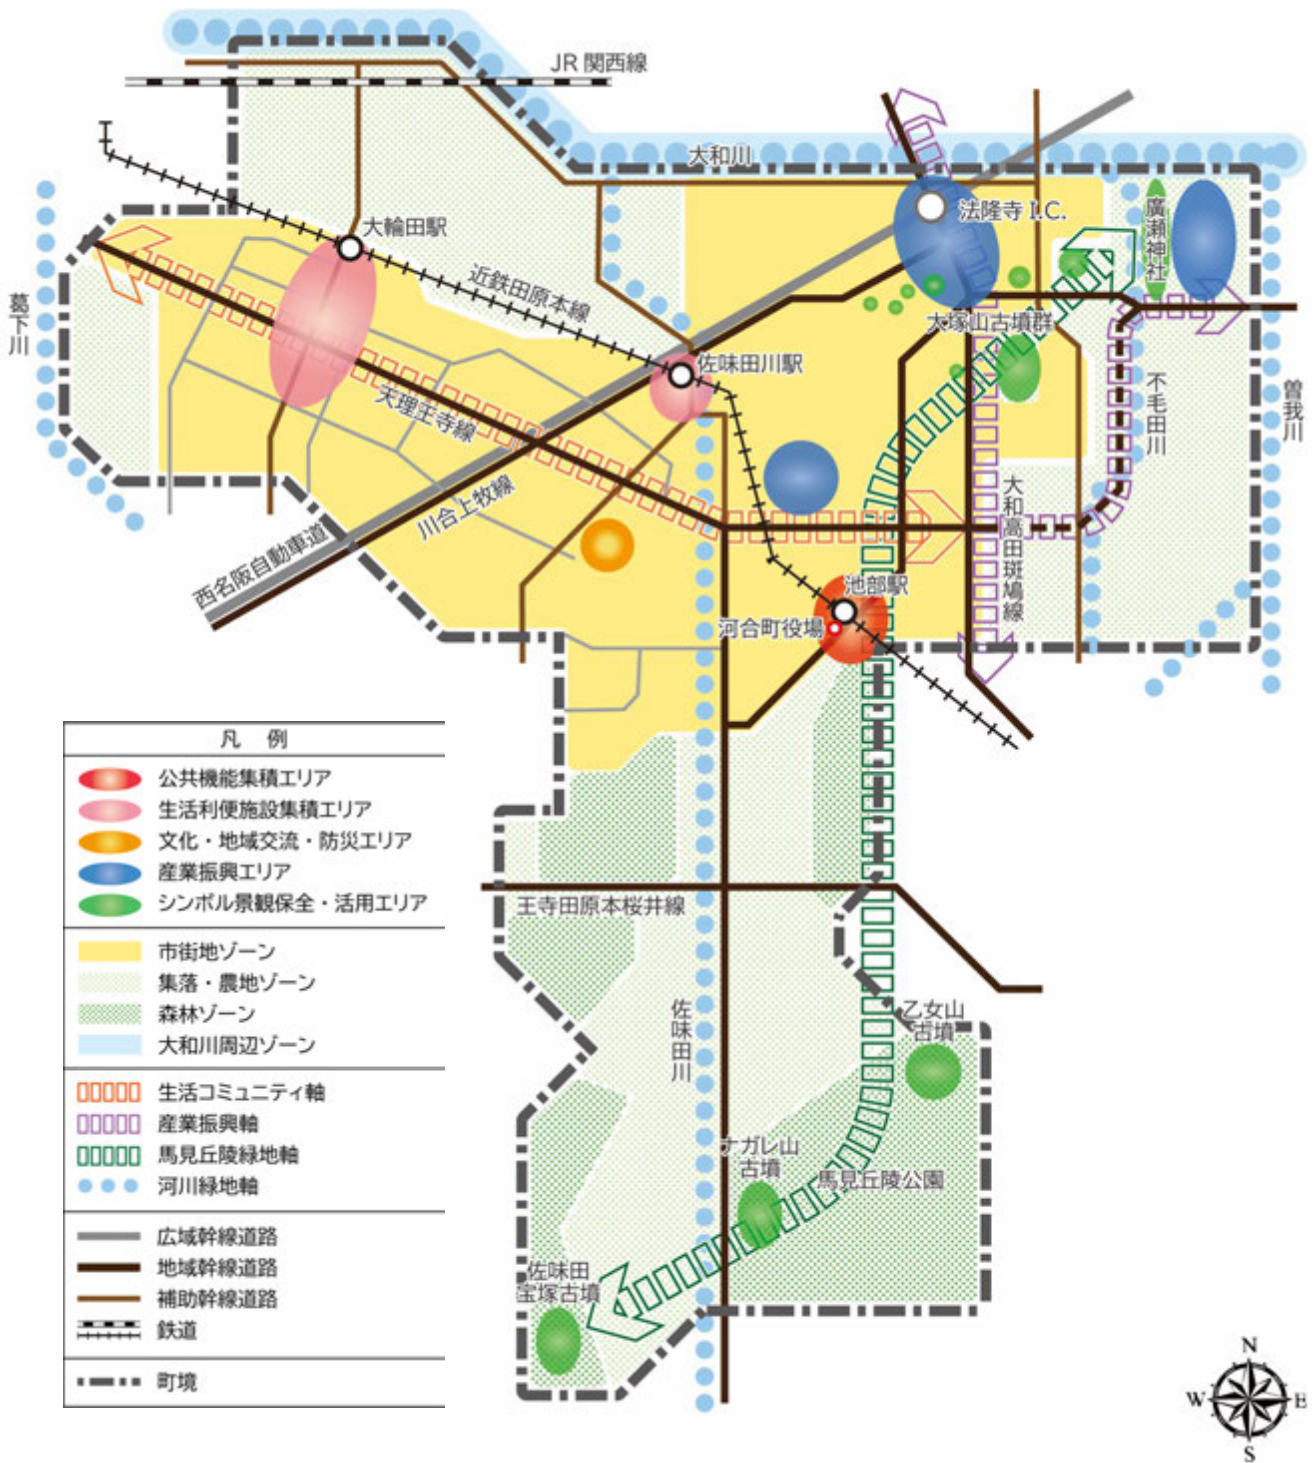 JR 関西線
大和川
法隆寺 I.C.
廣瀬神社
大輪田駅
近鉄田原本線
葛下川
大塚山古墳群
佐味田川駅
不毛田川
曽我川
天理王寺線
川合上牧線
大和高田斑鳩線
西名阪自動車道
池部駅
河合町役場
凡 例
公共機能集積エリア
生活利便施設集積エリア
文化・地域交流・防災エリア
産業振興エリア
シンボル景観保全・活用エリア
市街地ゾーン
集落・農地ゾーン
森林ゾーン
大和川周辺ゾーン
生活コミュニティ軸
産業振興軸
馬見丘陵緑地軸
河川緑地軸
広域幹線道路
地域幹線道路
補助幹線道路
鉄道
町境
王寺田原本桜井線
佐味田川
乙女山
古墳
ナガレ山
古墳
馬見丘陵公園
佐味田
宝塚古墳
N
W
E
S